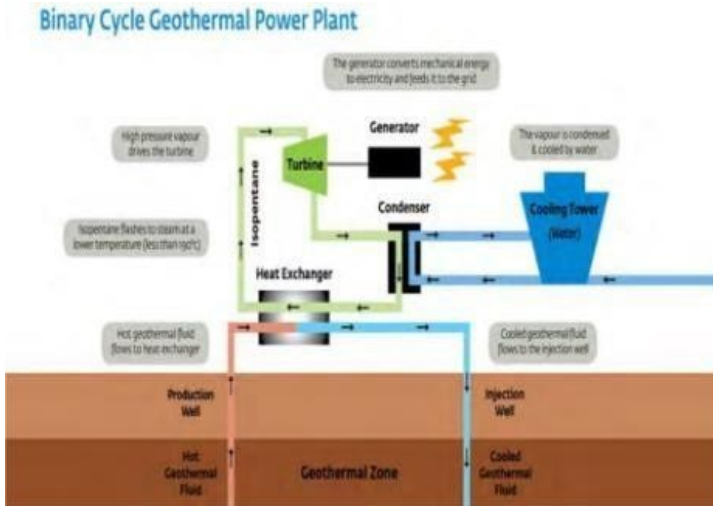 Binary Cycle Geothermal Power Plant
The generator converts mechanical energy
to electricity and feeds it to the grid
High pressure vapour
drives the turbine
Generator
The vapour is condensed
& cooled by water
Turbine
Isopentane
Condenser
Cooling Tower
(Water)
Isopentane flashes to steam at a
lower temperature (less than 190°c)
Heat Exchanger
Hot geothermal fluid
flows to heat exchanger
Cooled geothermal fluid
flows to the injection well
Production
Well
Injection
Well
Hot
Geothermal
Fluid
Geothermal Zone
Cooled
Geothermal
Fluid